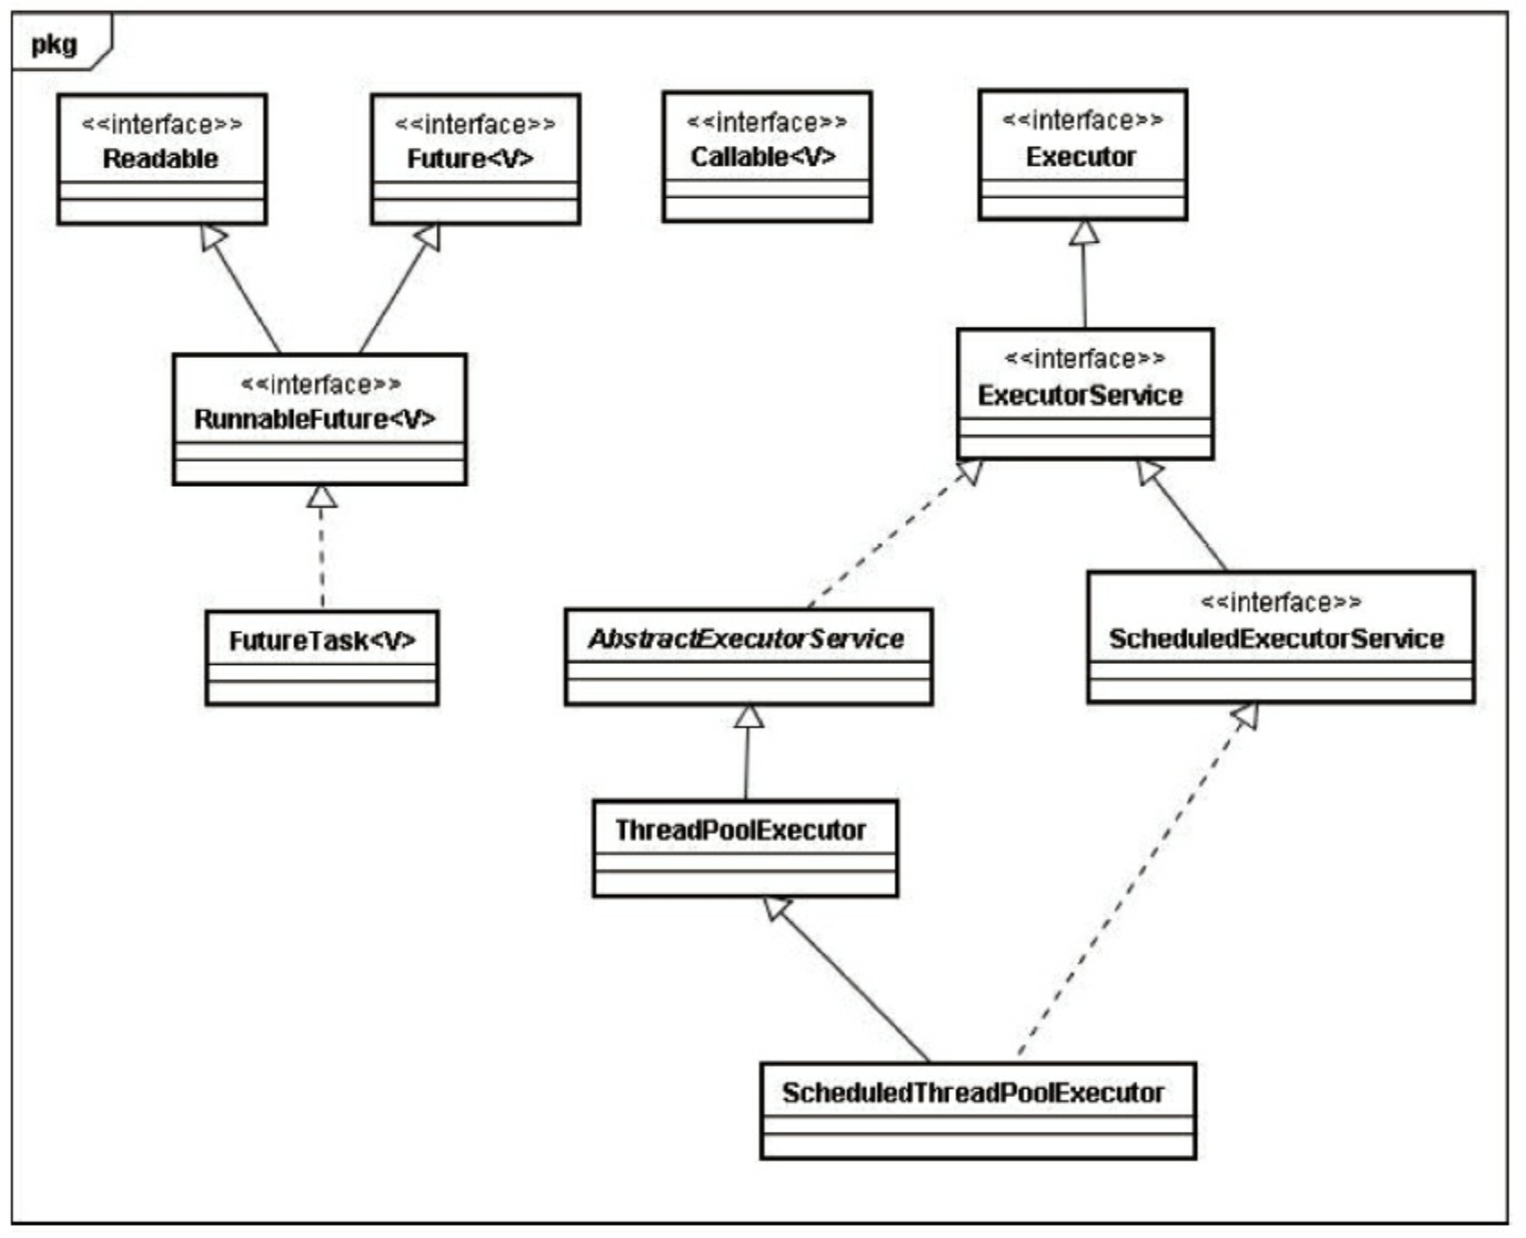 pkg
<<interface>>
Readable
<<interface>>
Future<V>
<<interface>>
Callable<V>
<<interface>>
Executor
<<interface>>
RunnableFuture<V>
<<interface>>
ExecutorService
FutureTask<V>
AbstractExecutorService
<<interface>>
ScheduledExecutorService
ThreadPoolExecutor
ScheduledThreadPoolExecutor